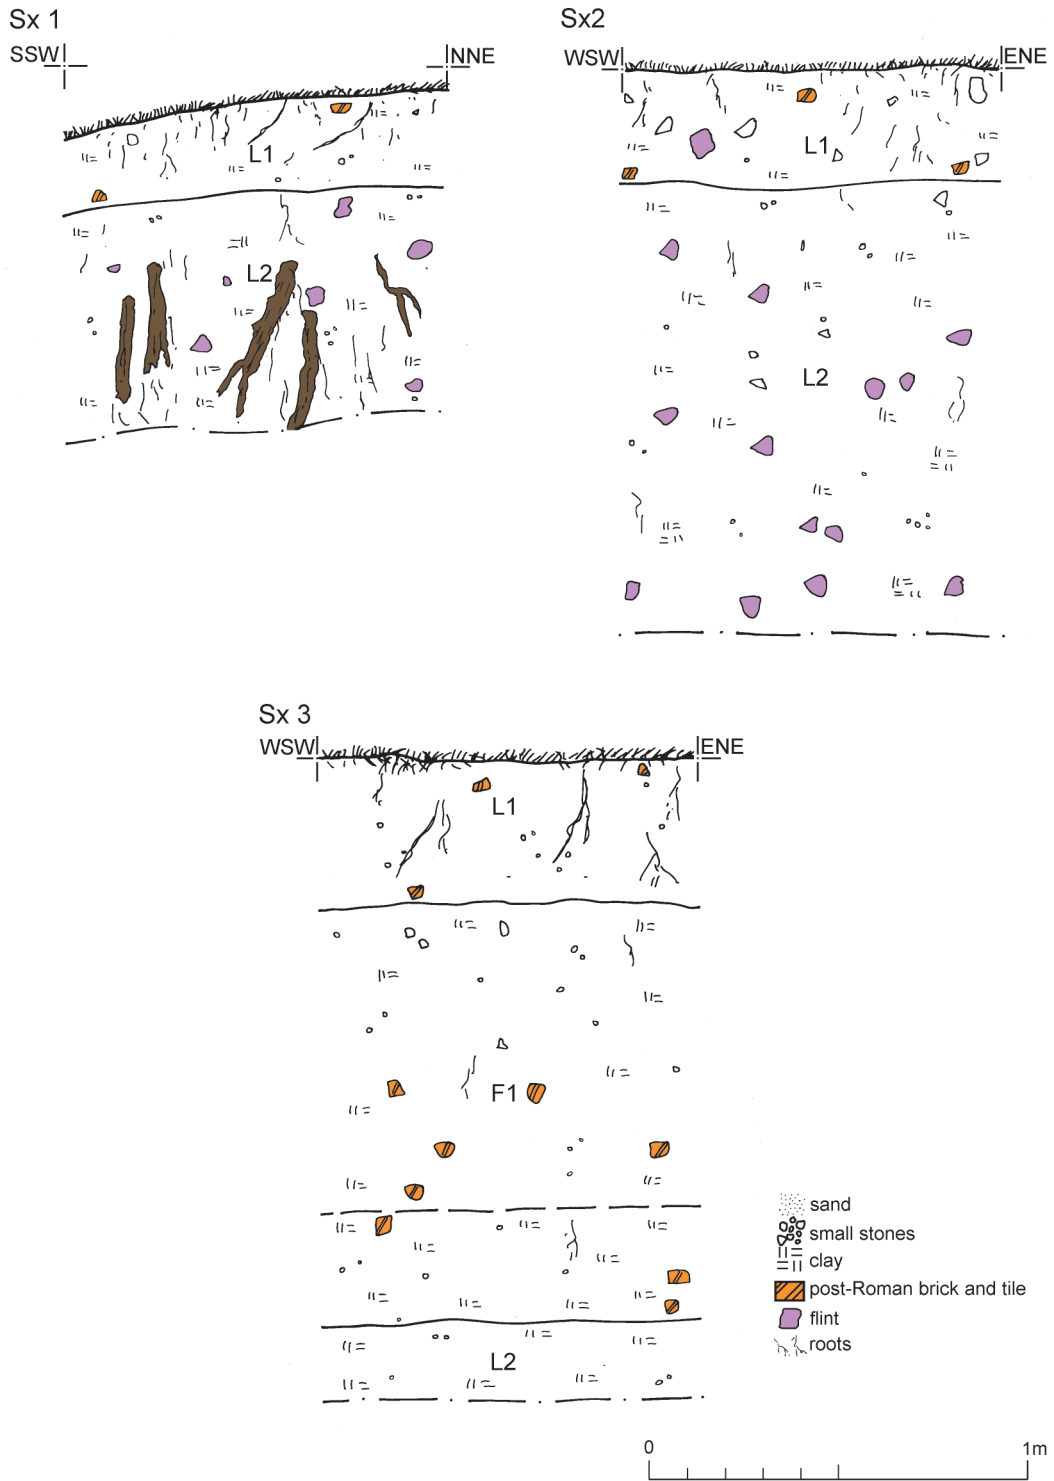 Sx 1
SSW NNE
L1
L2
Sx2
WSW ENE
L1
L2
Sx 3
WSW ENE
L1
F1
L2
sand
small stones
clay
post-Roman brick and tile
flint
roots
0 1m